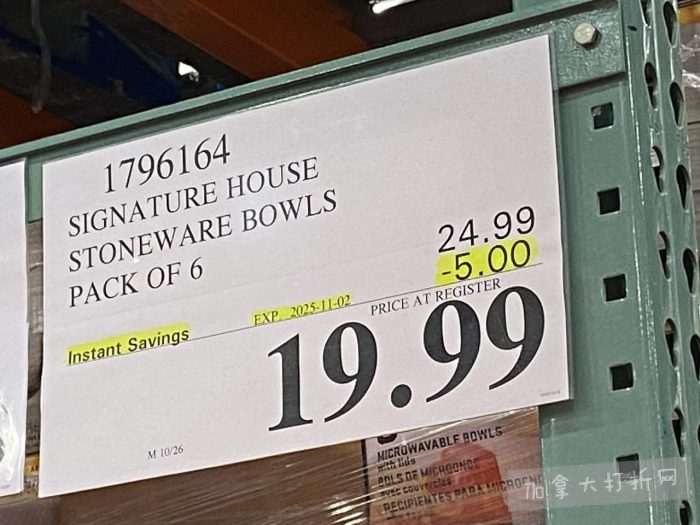 1796164
SIGNATURE HOUSE
STONEWARE BOWLS
PACK OF 6
24.99
-5.00
EXP. 2025-11-02
PRICE AT REGISTER
Instant Savings
19.99
M 10/26
MICROWAVABLE BOWLS
with lids
BOLS DE MICROONDE
avec couvercles
RECIPIENTES PARA MICROOND
加拿大打折网